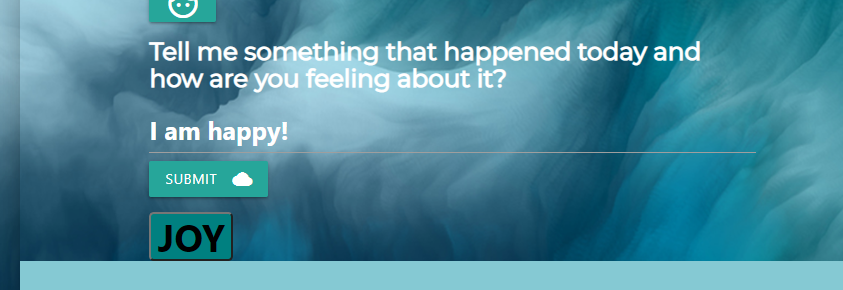 Tell me something that happened today and
how are you feeling about it?
I am happy!
SUBMIT
JOY